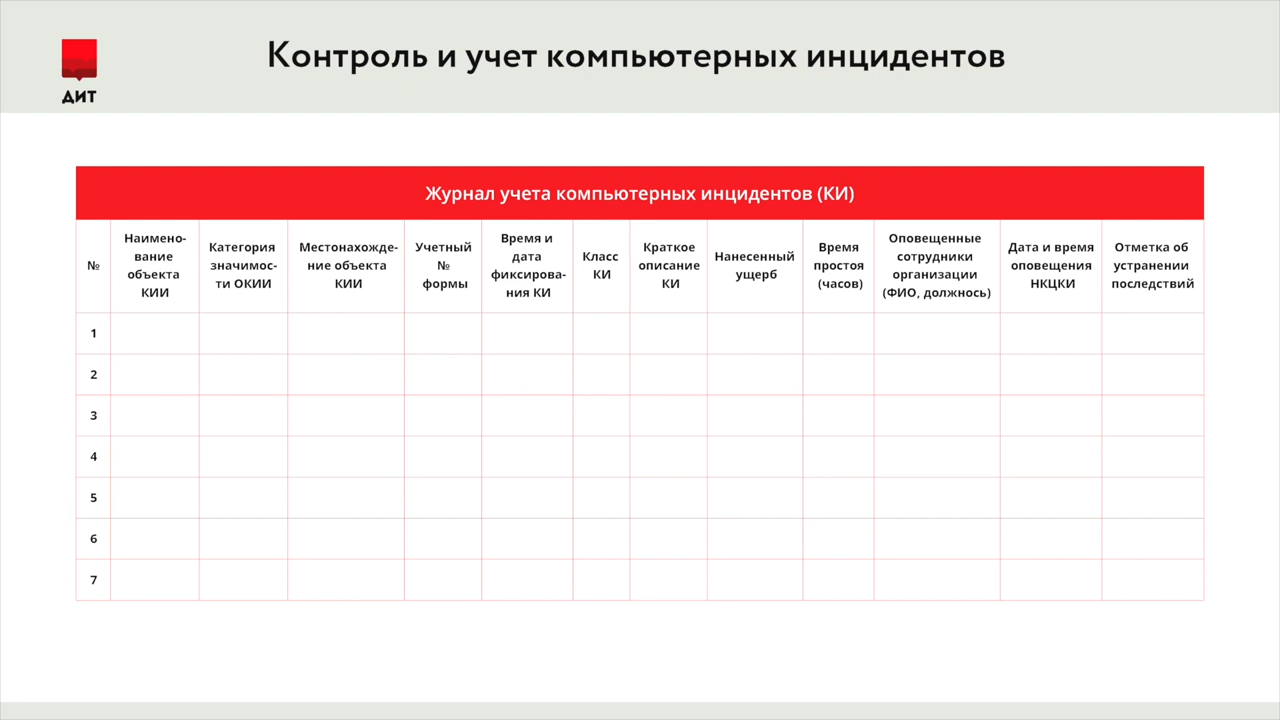 Контроль и учет компьютерных инцидентов
ДИТ
Журнал учета компьютерных инцидентов (КИ)
№
Наимено-
вание
объекта
КИИ
Категория
значимос-
ти ОКИИ
Местонахожде-
ние объекта
КИИ
Учетный
№
формы
Время и
дата
фиксирова-
ния КИ
Класс
КИ
Краткое
описание
КИ
Нанесенный
ущерб
Время
простоя
(часов)
Оповещенные
сотрудники
организации
(ФИО, должнось)
Дата и время
оповещения
НКЦКИ
Отметка об
устранении
последствий
1
2
3
4
5
6
7